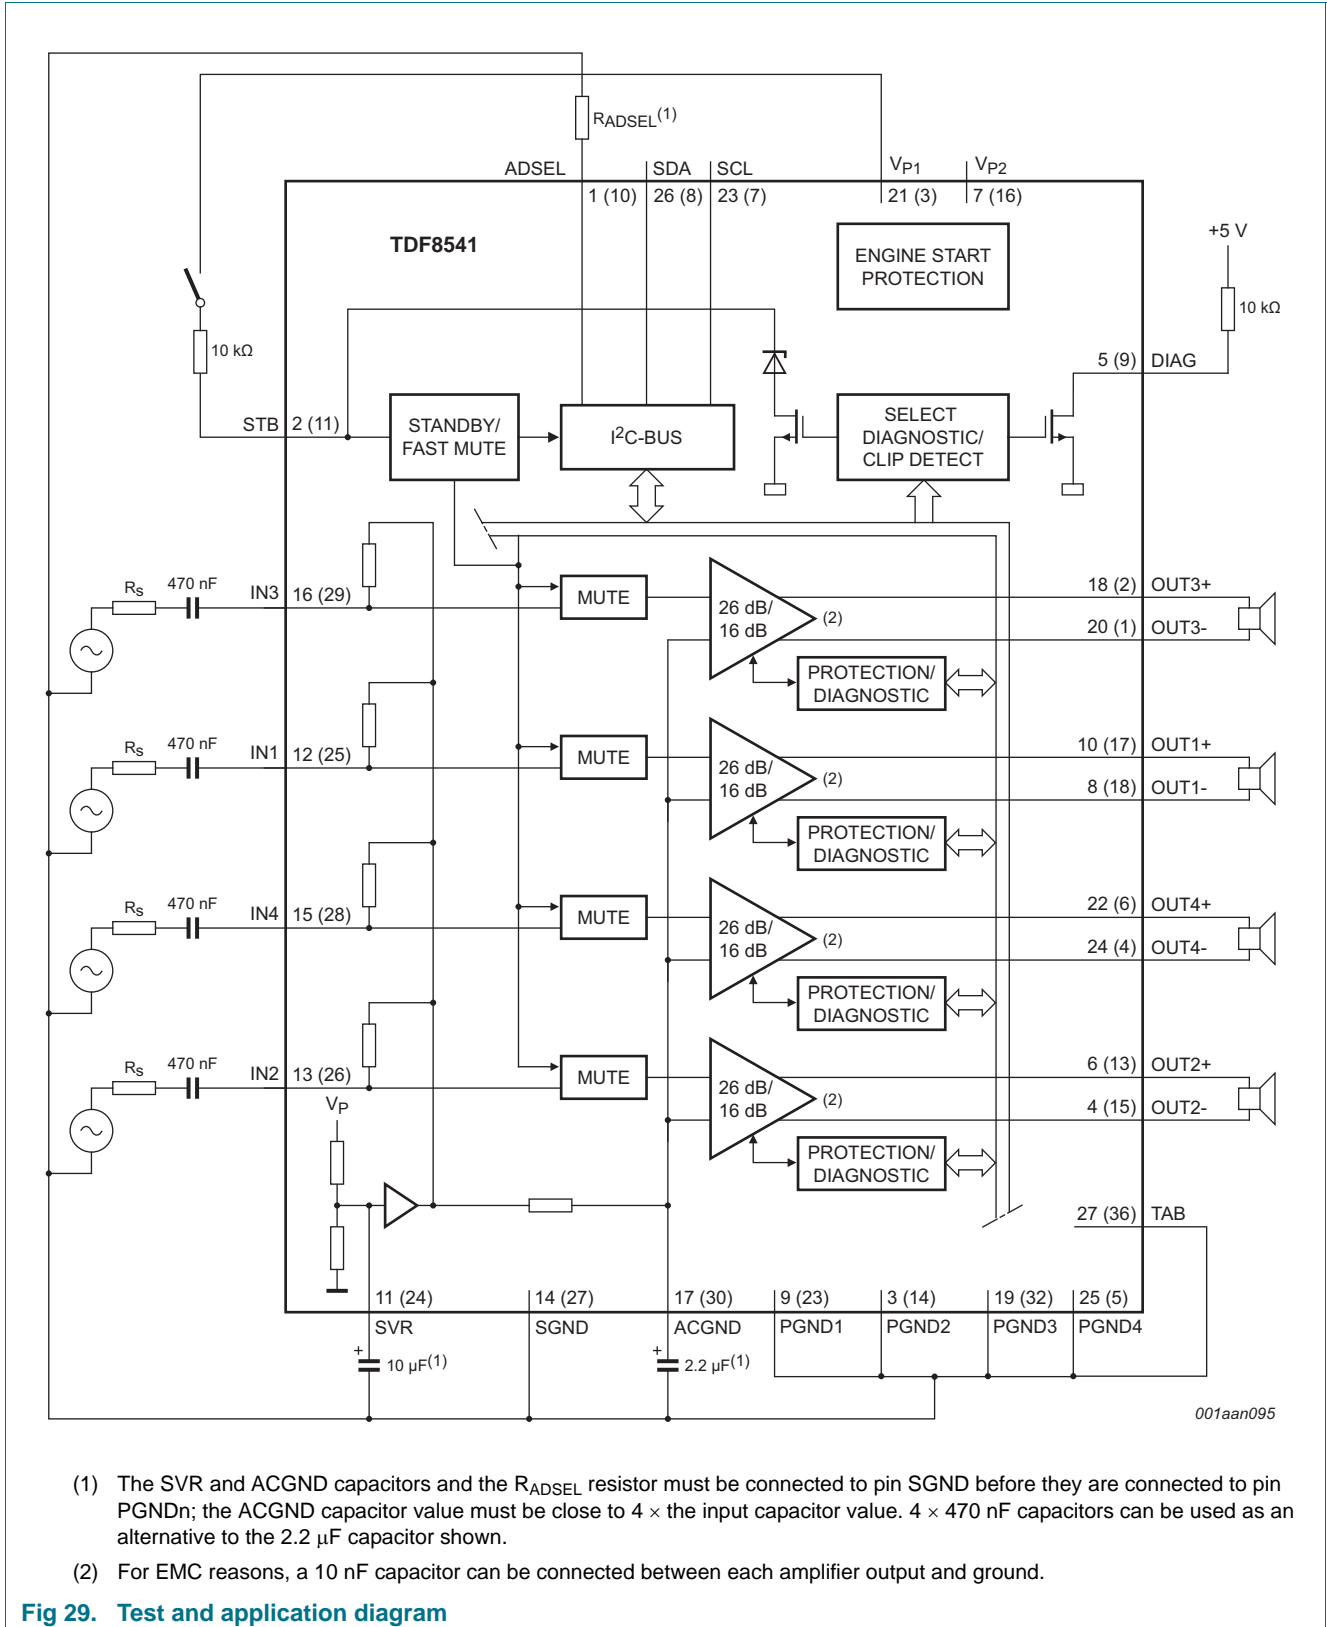 R_ADSEL(1)
ADSEL
SDA
SCL
VP1
VP2
1 (10)
26 (8)
23 (7)
21 (3)
7 (16)
TDF8541
ENGINE START
PROTECTION
+5 V
10 kΩ
10 kΩ
5 (9)
DIAG
STB
2 (11)
STANDBY/
FAST MUTE
I2C-BUS
SELECT
DIAGNOSTIC/
CLIP DETECT
Rs
470 nF
IN3
16 (29)
MUTE
26 dB/
16 dB
(2)
18 (2)
OUT3+
20 (1)
OUT3-
PROTECTION/
DIAGNOSTIC
Rs
470 nF
IN1
12 (25)
MUTE
26 dB/
16 dB
(2)
10 (17)
OUT1+
8 (18)
OUT1-
PROTECTION/
DIAGNOSTIC
Rs
470 nF
IN4
15 (28)
MUTE
26 dB/
16 dB
(2)
22 (6)
OUT4+
24 (4)
OUT4-
PROTECTION/
DIAGNOSTIC
Rs
470 nF
IN2
13 (26)
MUTE
26 dB/
16 dB
(2)
6 (13)
OUT2+
4 (15)
OUT2-
PROTECTION/
DIAGNOSTIC
VP
27 (36)
TAB
11 (24)
14 (27)
17 (30)
9 (23)
3 (14)
19 (32)
25 (5)
SVR
SGND
ACGND
PGND1
PGND2
PGND3
PGND4
+
10 μF(1)
+
2.2 μF(1)
001aan095
(1) The SVR and ACGND capacitors and the RADSEL resistor must be connected to pin SGND before they are connected to pin
PGNDn; the ACGND capacitor value must be close to 4 × the input capacitor value. 4 × 470 nF capacitors can be used as an
alternative to the 2.2 μF capacitor shown.
(2) For EMC reasons, a 10 nF capacitor can be connected between each amplifier output and ground.
Fig 29. Test and application diagram